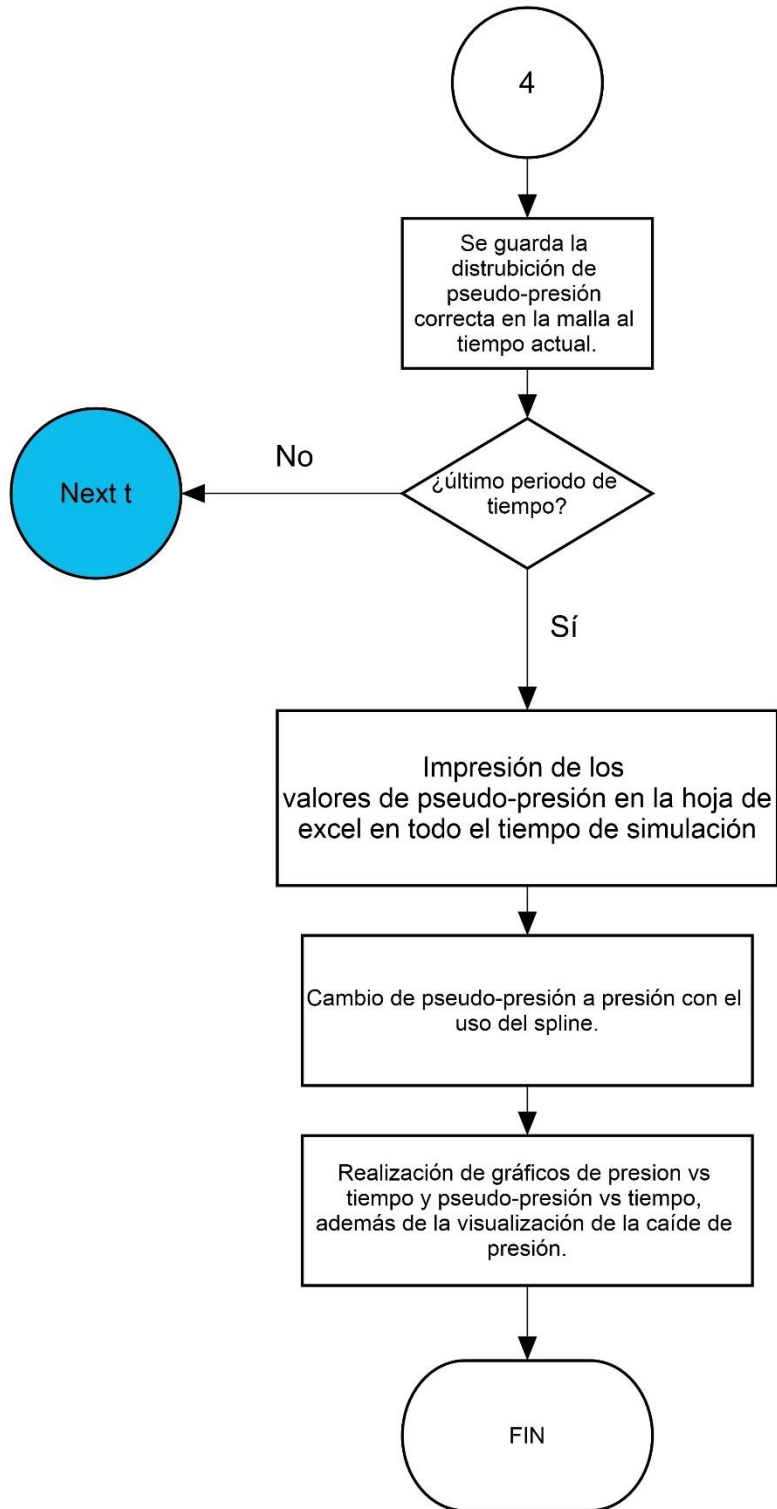 4
Se guarda la
distrubición de
pseudo-presión
correcta en la malla al
tiempo actual.
¿último periodo de
tiempo?
No
Next t
Sí
Impresión de los
valores de pseudo-presión en la hoja de
excel en todo el tiempo de simulación
Cambio de pseudo-presión a presión con el
uso del spline.
Realización de gráficos de presion vs
tiempo y pseudo-presión vs tiempo,
además de la visualización de la caíde de
presión.
FIN